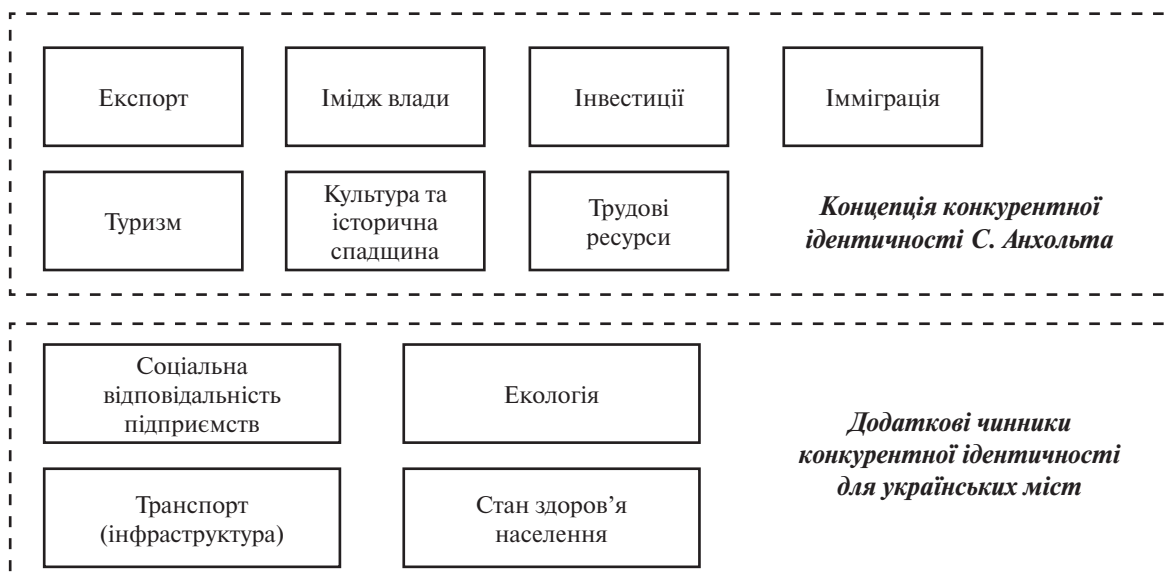 Експорт
Імідж влади
Інвестиції
Імміграція
Туризм
Культура та
історична
спадщина
Трудові
ресурси
Концепція конкурентної
ідентичності С. Анхольта
Соціальна
відповідальність
підприємств
Екологія
Транспорт
(інфраструктура)
Стан здоров’я
населення
Додаткові чинники
конкурентної ідентичності
для українських міст